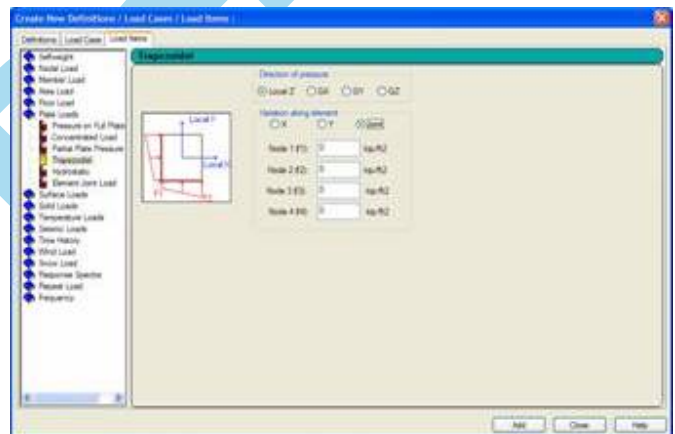 Create New Definitions / Load Cases / Load Items
Definitions
Load Case
Load Items
Selfweight
Nodal Load
Member Load
Area Load
Floor Load
Plate Loads
Pressure on Full Plate
Concentrated Load
Partial Plate Pressure
Trapezoidal
Hydrostatic
Element Joint Load
Surface Loads
Solid Loads
Temperature Loads
Seismic Loads
Time History
Wind Load
Snow Load
Response Spectra
Repeat Load
Frequency
Trapezoidal
Direction of pressure
Local Z GX GY GZ
Variation along element
X Y Joint
Node 1 (F1): 0 kip/ft2
Node 2 (F2): 0 kip/ft2
Node 3 (F3): 0 kip/ft2
Node 4 (F4): 0 kip/ft2
Local Y
Local X
F1
Add Close Help